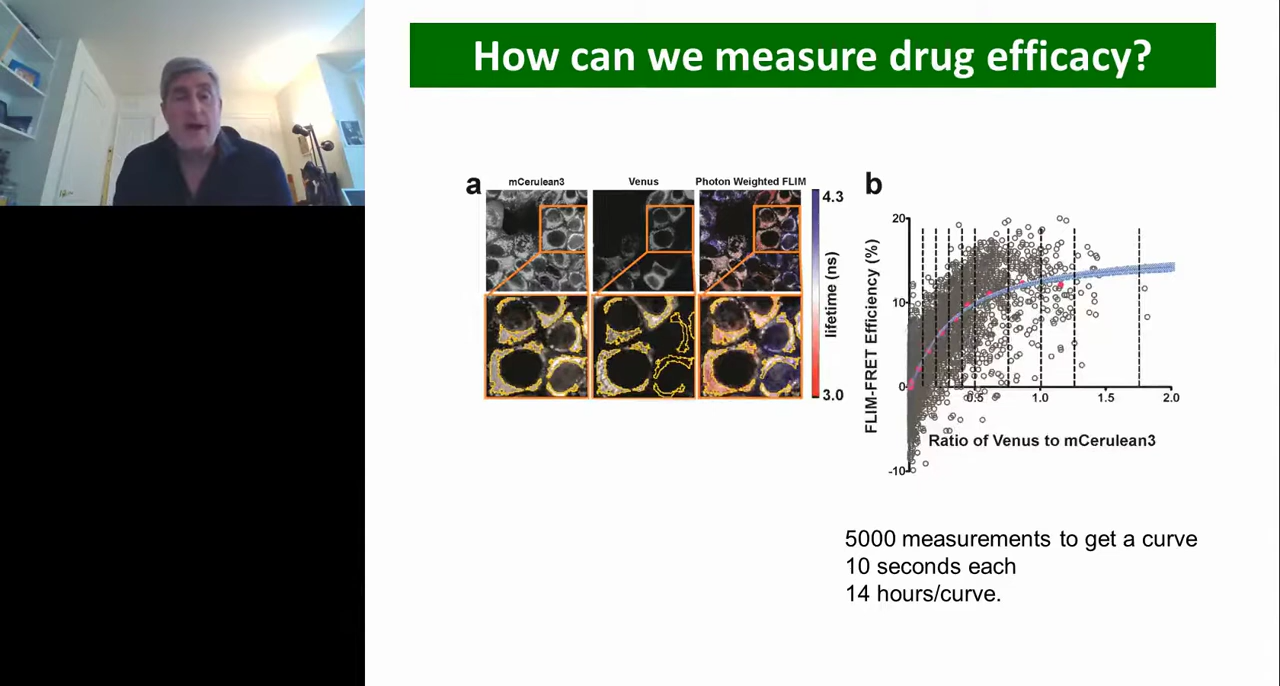 How can we measure drug efficacy?
a
mCerulean3
Venus
Photon Weighted FLIM
4.3
lifetime (ns)
3.0
b
FLIM-FRET Efficiency (%)
20
10
0
-10
0.5
1.0
1.5
2.0
Ratio of Venus to mCerulean3
5000 measurements to get a curve
10 seconds each
14 hours/curve.